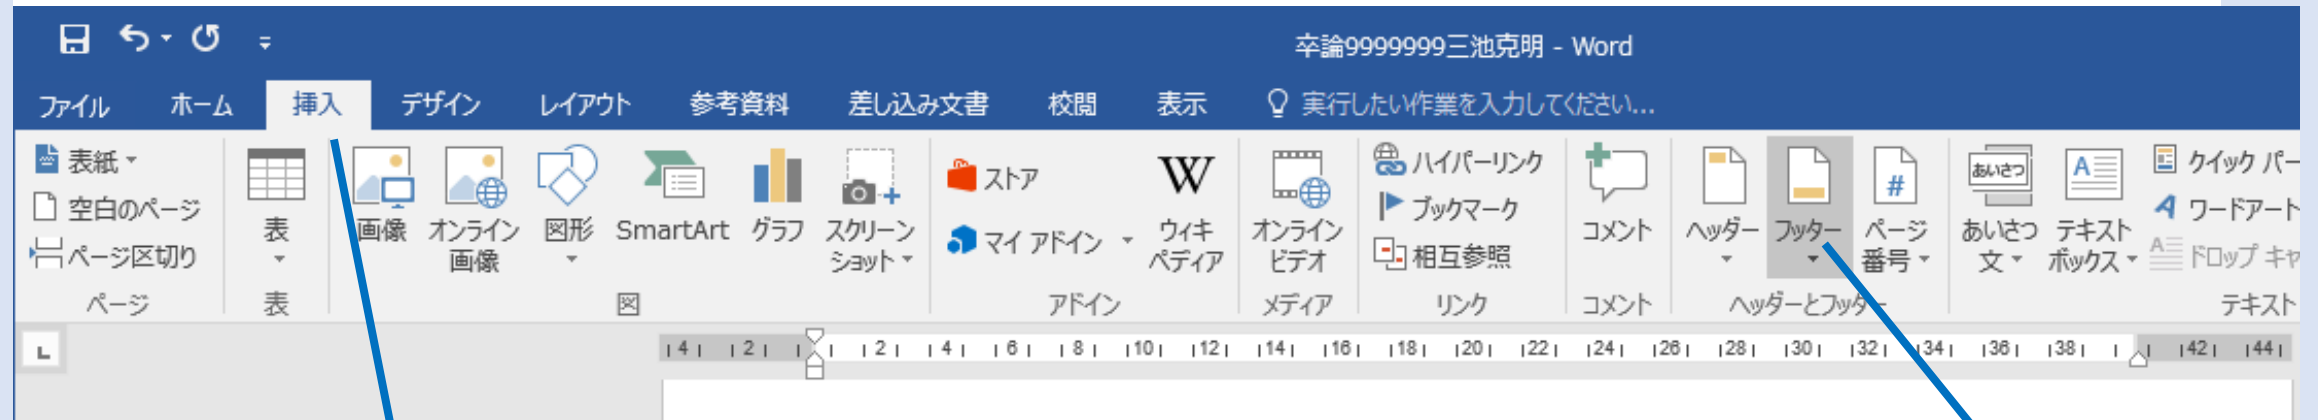 卒論9999999三池克明 - Word
ファイル ホーム 挿入 デザイン レイアウト 参考資料 差し込み文書 校閲 表示 実行したい作業を入力してください...
表紙
空白のページ
ページ区切り
ページ
表
表
画像
オンライン
画像
図形
SmartArt
グラフ
スクリーン
ショット
図
ストア
マイ アドイン
W
ウィキ
ペディア
アドイン
オンライン
ビデオ
メディア
ハイパーリンク
ブックマーク
相互参照
リンク
コメント
コメント
ヘッダー
フッター
#
ページ
番号
ヘッダーとフッター
あいさつ
あいさつ
文
A
テキスト
ボックス
クイック パー
A ワードアート
A ドロップ キャ
テキスト
L
4 2 2 4 6 8 10 12 14 16 18 20 22 24 26 28 30 32 34 36 38 42 44